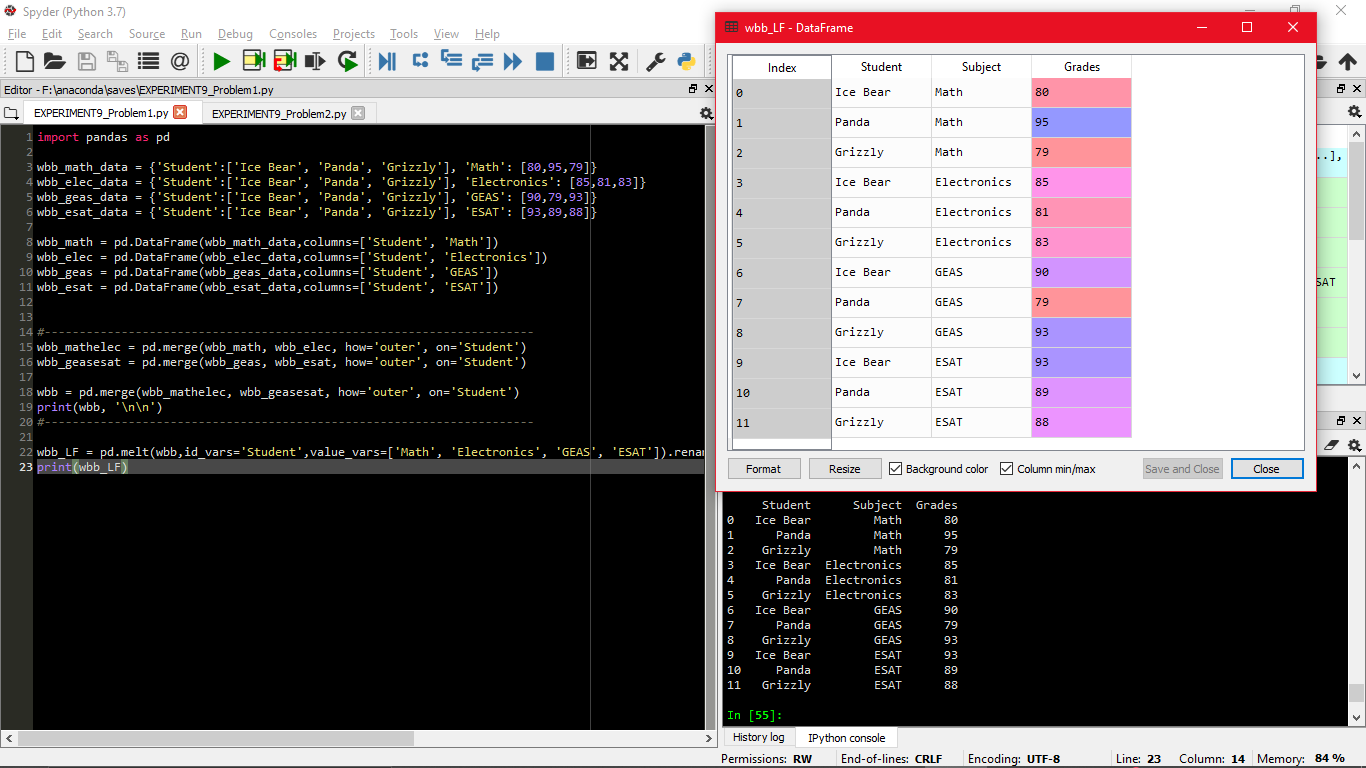 Spyder (Python 3.7)
File Edit Search Source Run Debug Consoles Projects Tools View Help
Editor - F:\anaconda\saves\EXPERIMENT9_Problem1.py
EXPERIMENT9_Problem1.py EXPERIMENT9_Problem2.py
1 import pandas as pd
2
3 wbb_math_data = {'Student':['Ice Bear', 'Panda', 'Grizzly'], 'Math': [80,95,79]}
4 wbb_elec_data = {'Student':['Ice Bear', 'Panda', 'Grizzly'], 'Electronics': [85,81,83]}
5 wbb_geas_data = {'Student':['Ice Bear', 'Panda', 'Grizzly'], 'GEAS': [90,79,93]}
6 wbb_esat_data = {'Student':['Ice Bear', 'Panda', 'Grizzly'], 'ESAT': [93,89,88]}
7
8 wbb_math = pd.DataFrame(wbb_math_data,columns=['Student', 'Math'])
9 wbb_elec = pd.DataFrame(wbb_elec_data,columns=['Student', 'Electronics'])
10 wbb_geas = pd.DataFrame(wbb_geas_data,columns=['Student', 'GEAS'])
11 wbb_esat = pd.DataFrame(wbb_esat_data,columns=['Student', 'ESAT'])
12
13
14 #----------------------------------------------------------------------
15 wbb_mathelec = pd.merge(wbb_math, wbb_elec, how='outer', on='Student')
16 wbb_geasesat = pd.merge(wbb_geas, wbb_esat, how='outer', on='Student')
17
18 wbb = pd.merge(wbb_mathelec, wbb_geasesat, how='outer', on='Student')
19 print(wbb, '\n\n')
20 #----------------------------------------------------------------------
21
22 wbb_LF = pd.melt(wbb,id_vars='Student',value_vars=['Math', 'Electronics', 'GEAS', 'ESAT']).renam
23 print(wbb_LF)
wbb_LF - DataFrame
Index Student Subject Grades
0 Ice Bear Math 80
1 Panda Math 95
2 Grizzly Math 79
3 Ice Bear Electronics 85
4 Panda Electronics 81
5 Grizzly Electronics 83
6 Ice Bear GEAS 90
7 Panda GEAS 79
8 Grizzly GEAS 93
9 Ice Bear ESAT 93
10 Panda ESAT 89
11 Grizzly ESAT 88
Format Resize Background color Column min/max Save and Close Close
..],
SAT
Student Subject Grades
0 Ice Bear Math 80
1 Panda Math 95
2 Grizzly Math 79
3 Ice Bear Electronics 85
4 Panda Electronics 81
5 Grizzly Electronics 83
6 Ice Bear GEAS 90
7 Panda GEAS 79
8 Grizzly GEAS 93
9 Ice Bear ESAT 93
10 Panda ESAT 89
11 Grizzly ESAT 88
In [55]:
History log IPython console
Permissions: RW End-of-lines: CRLF Encoding: UTF-8 Line: 23 Column: 14 Memory: 84 %